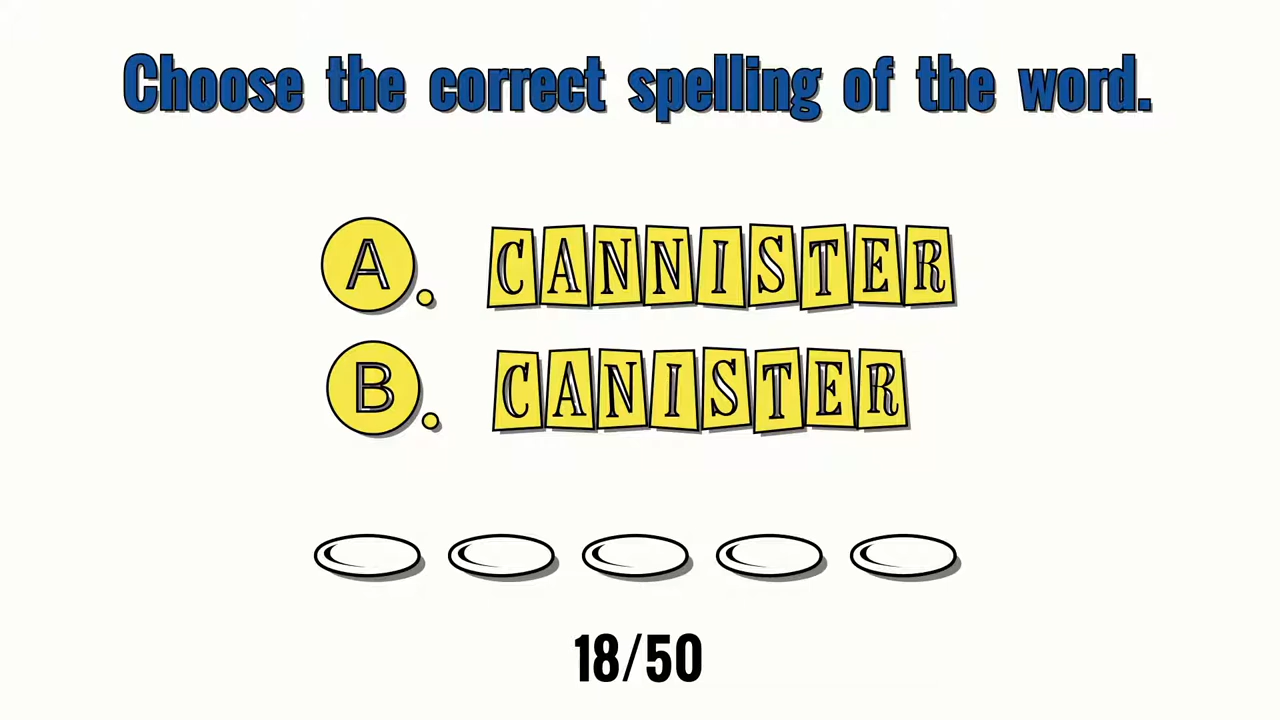 Choose the correct spelling of the word.
A. CANNISTER
B. CANISTER
18/50